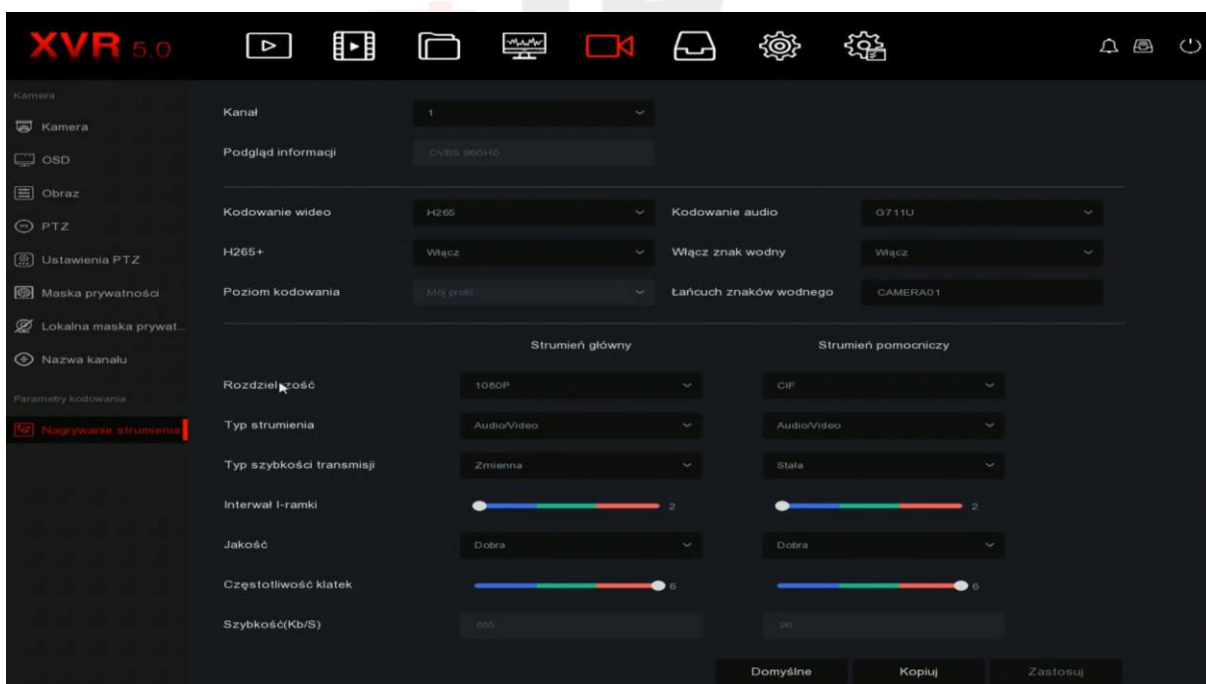 XVR 5.0
Kamera
Kamera
OSD
Obraz
PTZ
Ustawienia PTZ
Maska prywatności
Lokalna maska prywat...
Nazwa kanału
Parametry kodowania
Nagrywanie strumienia
Kanał 1
Podgląd informacji CVBS 960H0
Kodowanie wideo H265 Kodowanie audio G711U
H265+ Włącz Włącz znak wodny Włącz
Poziom kodowania Mój profil Łańcuch znaków wodnego CAMERA01
Strumień główny Strumień pomocniczy
Rozdzielczość 1080P CIF
Typ strumienia Audio/Video Audio/Video
Typ szybkości transmisji Zmienna Stała
Interwał I-ramki 2 2
Jakość Dobra Dobra
Częstotliwość klatek 6 6
Szybkość(Kb/S) 96
Domyślne Kopiuj Zastosuj